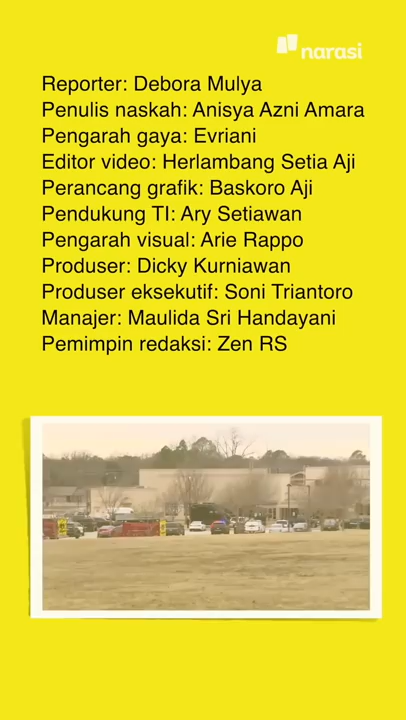 narasi
Reporter: Debora Mulya
Penulis naskah: Anisya Azni Amara
Pengarah gaya: Evriani
Editor video: Herlambang Setia Aji
Perancang grafik: Baskoro Aji
Pendukung TI: Ary Setiawan
Pengarah visual: Arie Rappo
Produser: Dicky Kurniawan
Produser eksekutif: Soni Triantoro
Manajer: Maulida Sri Handayani
Pemimpin redaksi: Zen RS